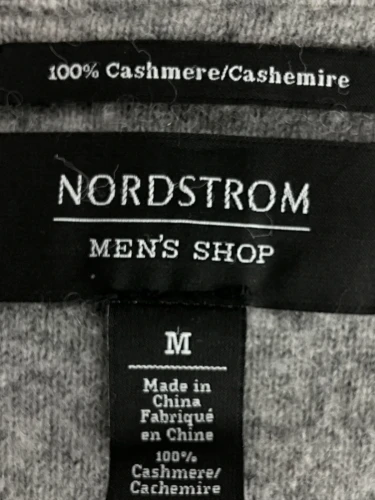 100% Cashmere/Cashemire
NORDSTROM
MEN'S SHOP
M
Made in
China
Fabriqué
en Chine
100%
Cashmere/
Cachemire